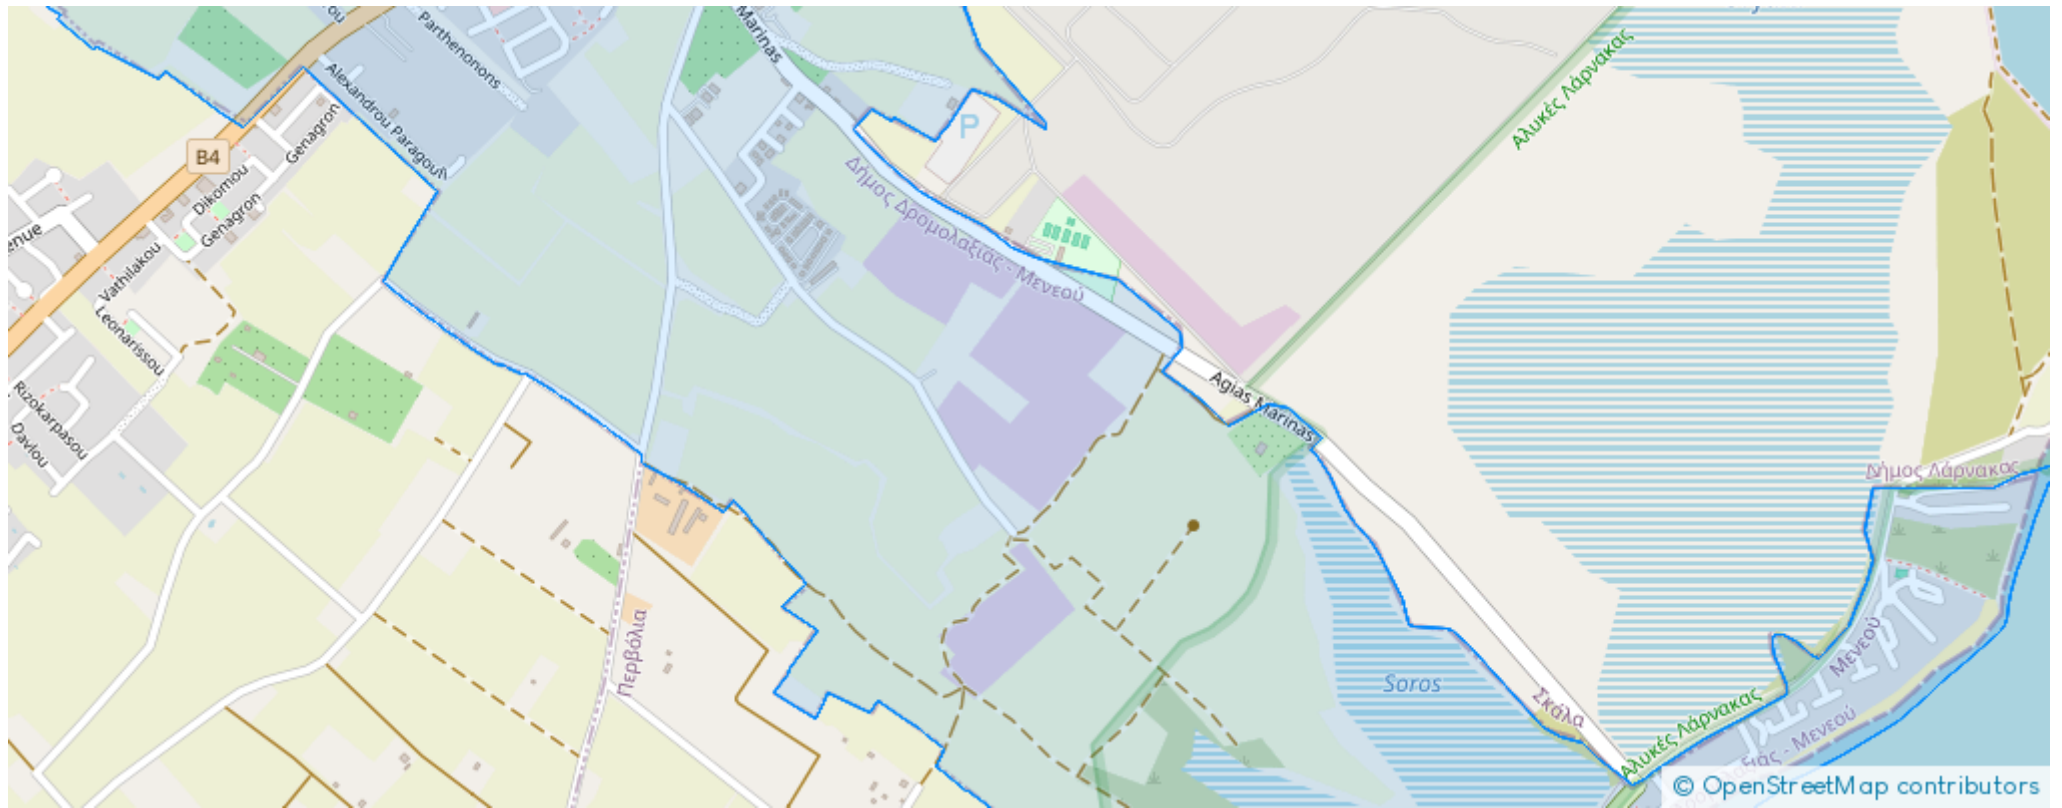 Marinas
Parthenonons
Alexandrou Paragouli
Αλυκές Λάρνακας
B4
Genagron
P
Dikomou
Genagron
Δήμος Δρομολαξιάς - Μενεού
enue
Vathilakou
Leonarissou
Rizokarpasou
Davlou
Agias Marinas
Δήμος Λάρνακας
Περβόλια
Soros
Σκάλα
Μενεού
Αλυκές Λάρνακας
© OpenStreetMap contributors